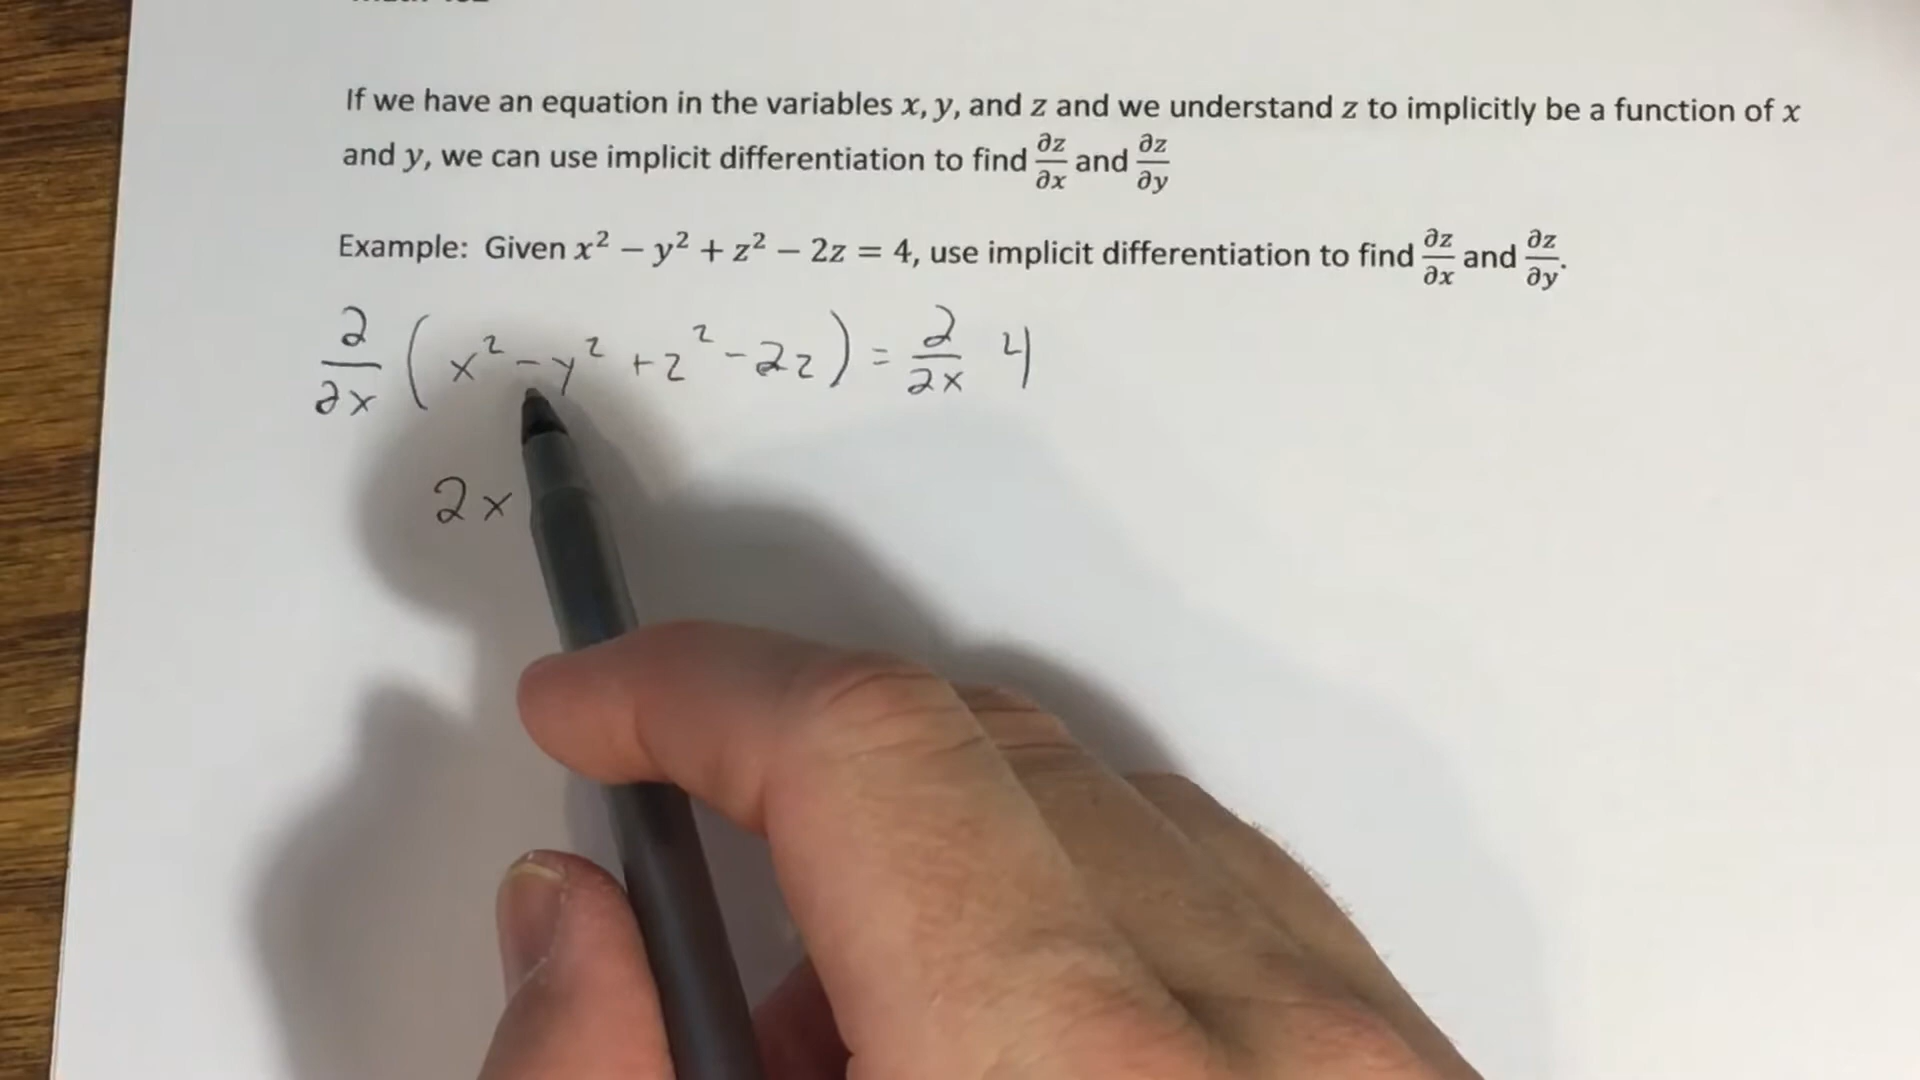 If we have an equation in the variables x, y, and z and we understand z to implicitly be a function of x
and y, we can use implicit differentiation to find ∂z/∂x and ∂z/∂y
Example: Given x² − y² + z² − 2z = 4, use implicit differentiation to find ∂z/∂x and ∂z/∂y.
∂/∂x (x² − y² + z² − 2z) = ∂/∂x 4
2x